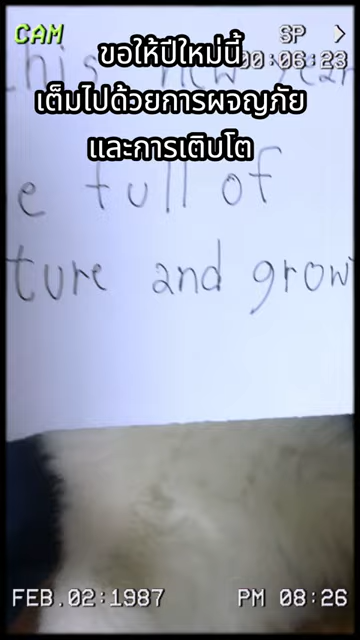 CAM
SP >
00:06:23
ขอให้ปีใหม่นี้
เต็มไปด้วยการผจญภัย
และการเติบโต
his new year
e full of
ture and grow
FEB.02:1987
PM 08:26